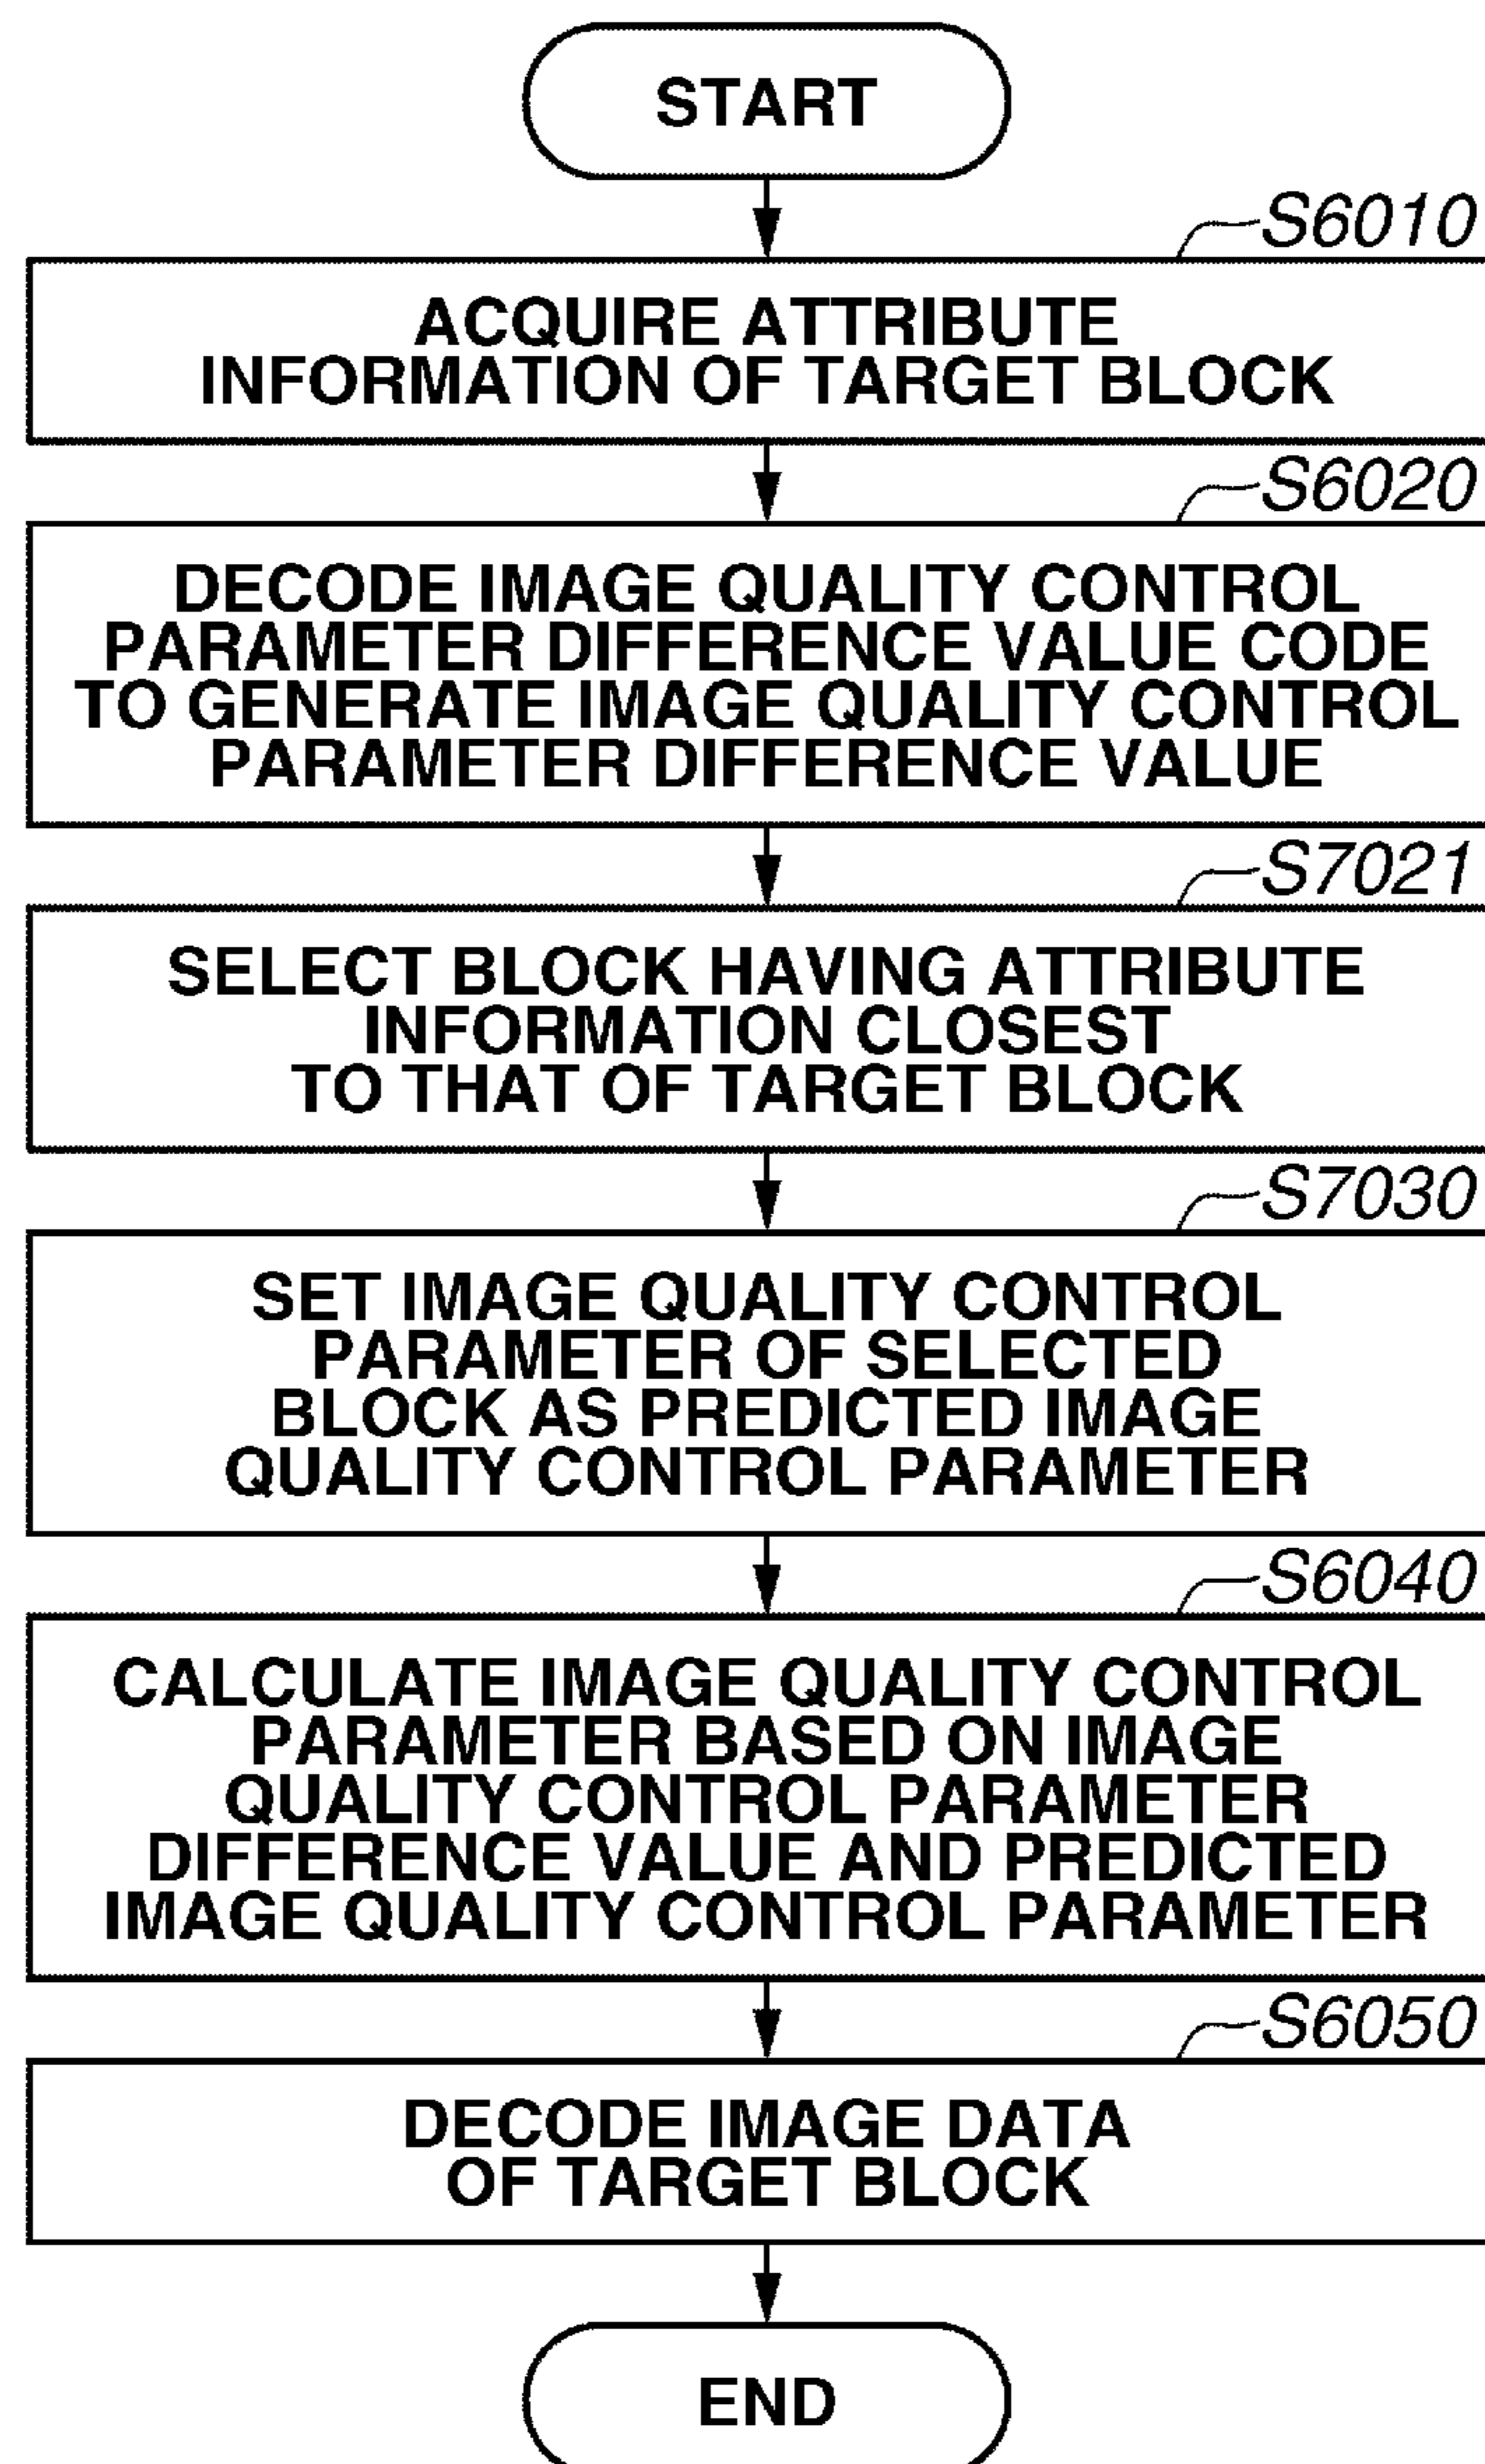 START
S6010
ACQUIRE ATTRIBUTE
INFORMATION OF TARGET BLOCK
S6020
DECODE IMAGE QUALITY CONTROL
PARAMETER DIFFERENCE VALUE CODE
TO GENERATE IMAGE QUALITY CONTROL
PARAMETER DIFFERENCE VALUE
S7021
SELECT BLOCK HAVING ATTRIBUTE
INFORMATION CLOSEST
TO THAT OF TARGET BLOCK
S7030
SET IMAGE QUALITY CONTROL
PARAMETER OF SELECTED
BLOCK AS PREDICTED IMAGE
QUALITY CONTROL PARAMETER
S6040
CALCULATE IMAGE QUALITY CONTROL
PARAMETER BASED ON IMAGE
QUALITY CONTROL PARAMETER
DIFFERENCE VALUE AND PREDICTED
IMAGE QUALITY CONTROL PARAMETER
S6050
DECODE IMAGE DATA
OF TARGET BLOCK
END